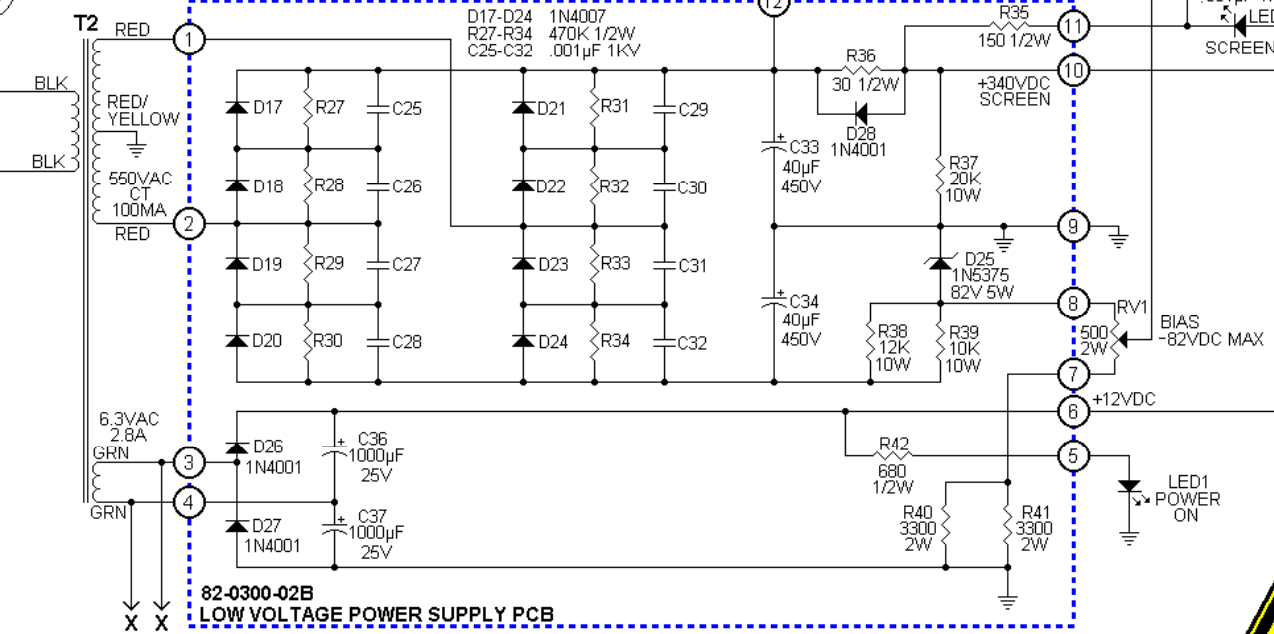 T2
RED
1
BLK
RED/
YELLOW
BLK
550VAC
CT
100MA
RED
2
D17-D24 1N4007
R27-R34 470K 1/2W
C25-C32 .001µF 1KV
12
R35
150 1/2W
11
LED
SCREEN
R36
30 1/2W
D28
1N4001
+340VDC
SCREEN
10
D17 R27 C25
D18 R28 C26
D19 R29 C27
D20 R30 C28
D21 R31 C29
D22 R32 C30
D23 R33 C31
D24 R34 C32
+ C33
40µF
450V
+ C34
40µF
450V
R37
20K
10W
9
D25
1N5375
82V 5W
8
R38
12K
10W
R39
10K
10W
RV1
500
2W
BIAS
-82VDC MAX
7
6
+12VDC
6.3VAC
2.8A
GRN
3
4
GRN
D26
1N4001
+ C36
1000µF
25V
D27
1N4001
+ C37
1000µF
25V
R42
680
1/2W
5
R40
3300
2W
R41
3300
2W
LED1
POWER
ON
X X
82-0300-02B
LOW VOLTAGE POWER SUPPLY PCB